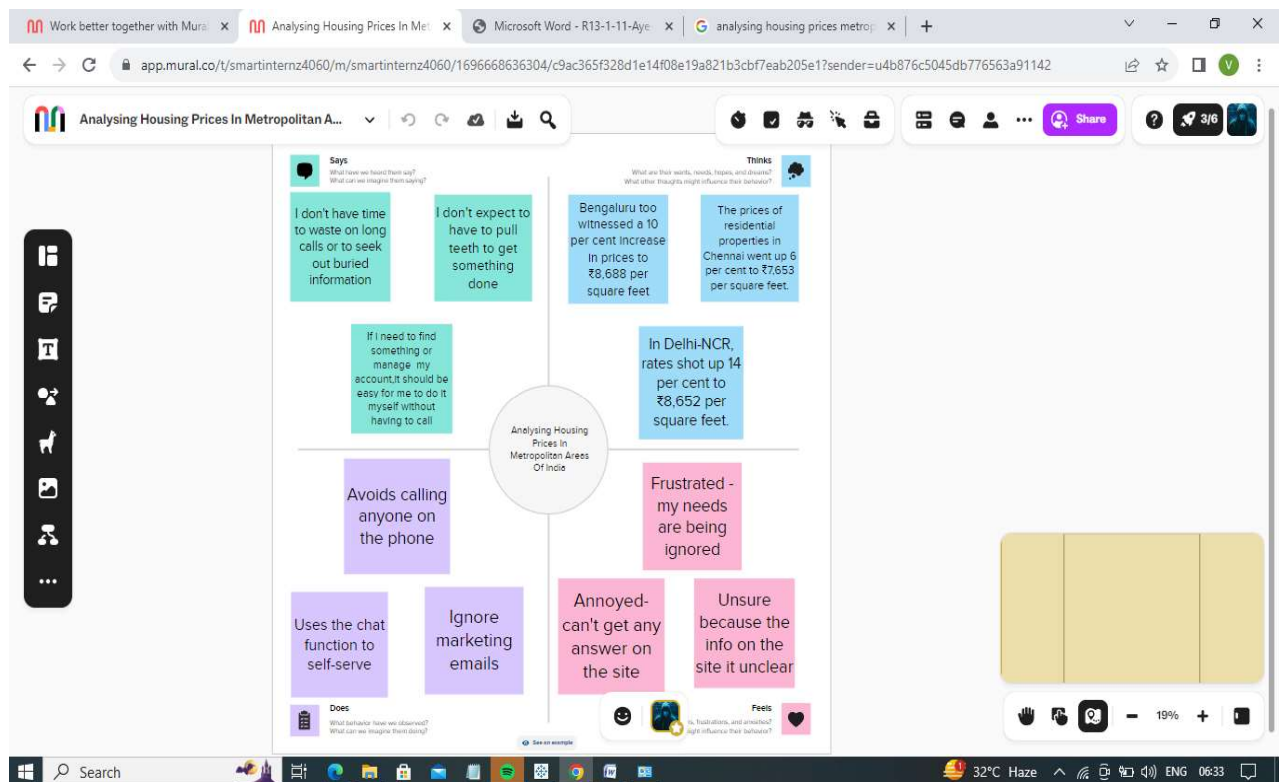 Work better together with Mura
Analysing Housing Prices In Met
Microsoft Word - R13-1-11-Aye
analysing housing prices metrop
app.mural.co/t/smartinternz4060/m/smartinternz4060/1696668636304/c9ac365f328d1e14f08e19a821b3cbf7eab205e1?sender=u4b876c5045db776563a91142
V
Analysing Housing Prices In Metropolitan A...
Share
3/6
Says
What have we heard them say?
What can we imagine them saying?
Thinks
What are their wants, needs, hopes, and dreams?
What other thoughts might influence their behavior?
I don't have time
to waste on long
calls or to seek
out buried
information
I don't expect to
have to pull
teeth to get
something
done
Bengaluru too
witnessed a 10
per cent increase
in prices to
₹8,688 per
square feet
The prices of
residential
properties in
Chennai went up 6
per cent to ₹7,653
per square feet.
If I need to find
something or
manage my
account,it should be
easy for me to do it
myself without
having to call
In Delhi-NCR,
rates shot up 14
per cent to
₹8,652 per
square feet.
Analysing Housing
Prices In
Metropolitan Areas
Of India
Avoids calling
anyone on
the phone
Frustrated -
my needs
are being
ignored
Uses the chat
function to
self-serve
Ignore
marketing
emails
Annoyed-
can't get any
answer on
the site
Unsure
because the
info on the
site it unclear
Does
What behavior have we observed?
What can we imagine them doing?
Feels
frustrations, and anxieties?
might influence their behavior?
See an example
19%
Search
32°C Haze
ENG
06:33